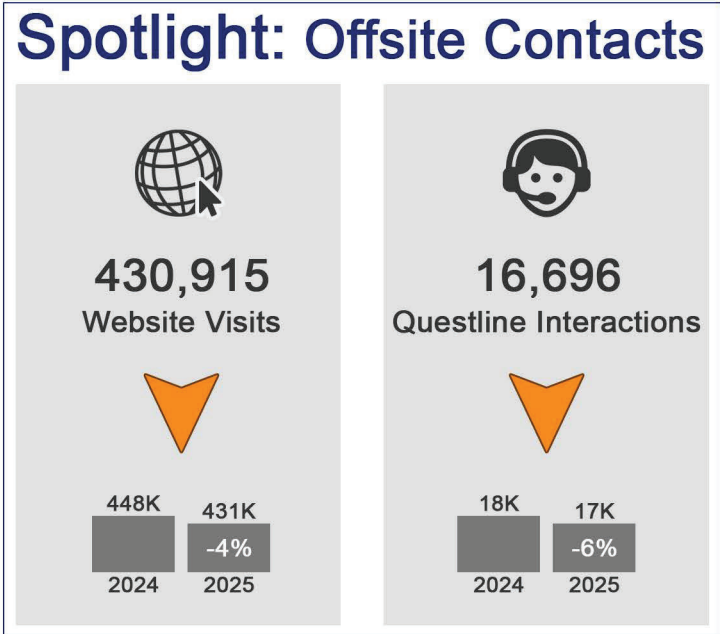 Spotlight: Offsite Contacts
430,915
Website Visits
448K
431K
-4%
2024
2025
16,696
Questline Interactions
18K
17K
-6%
2024
2025